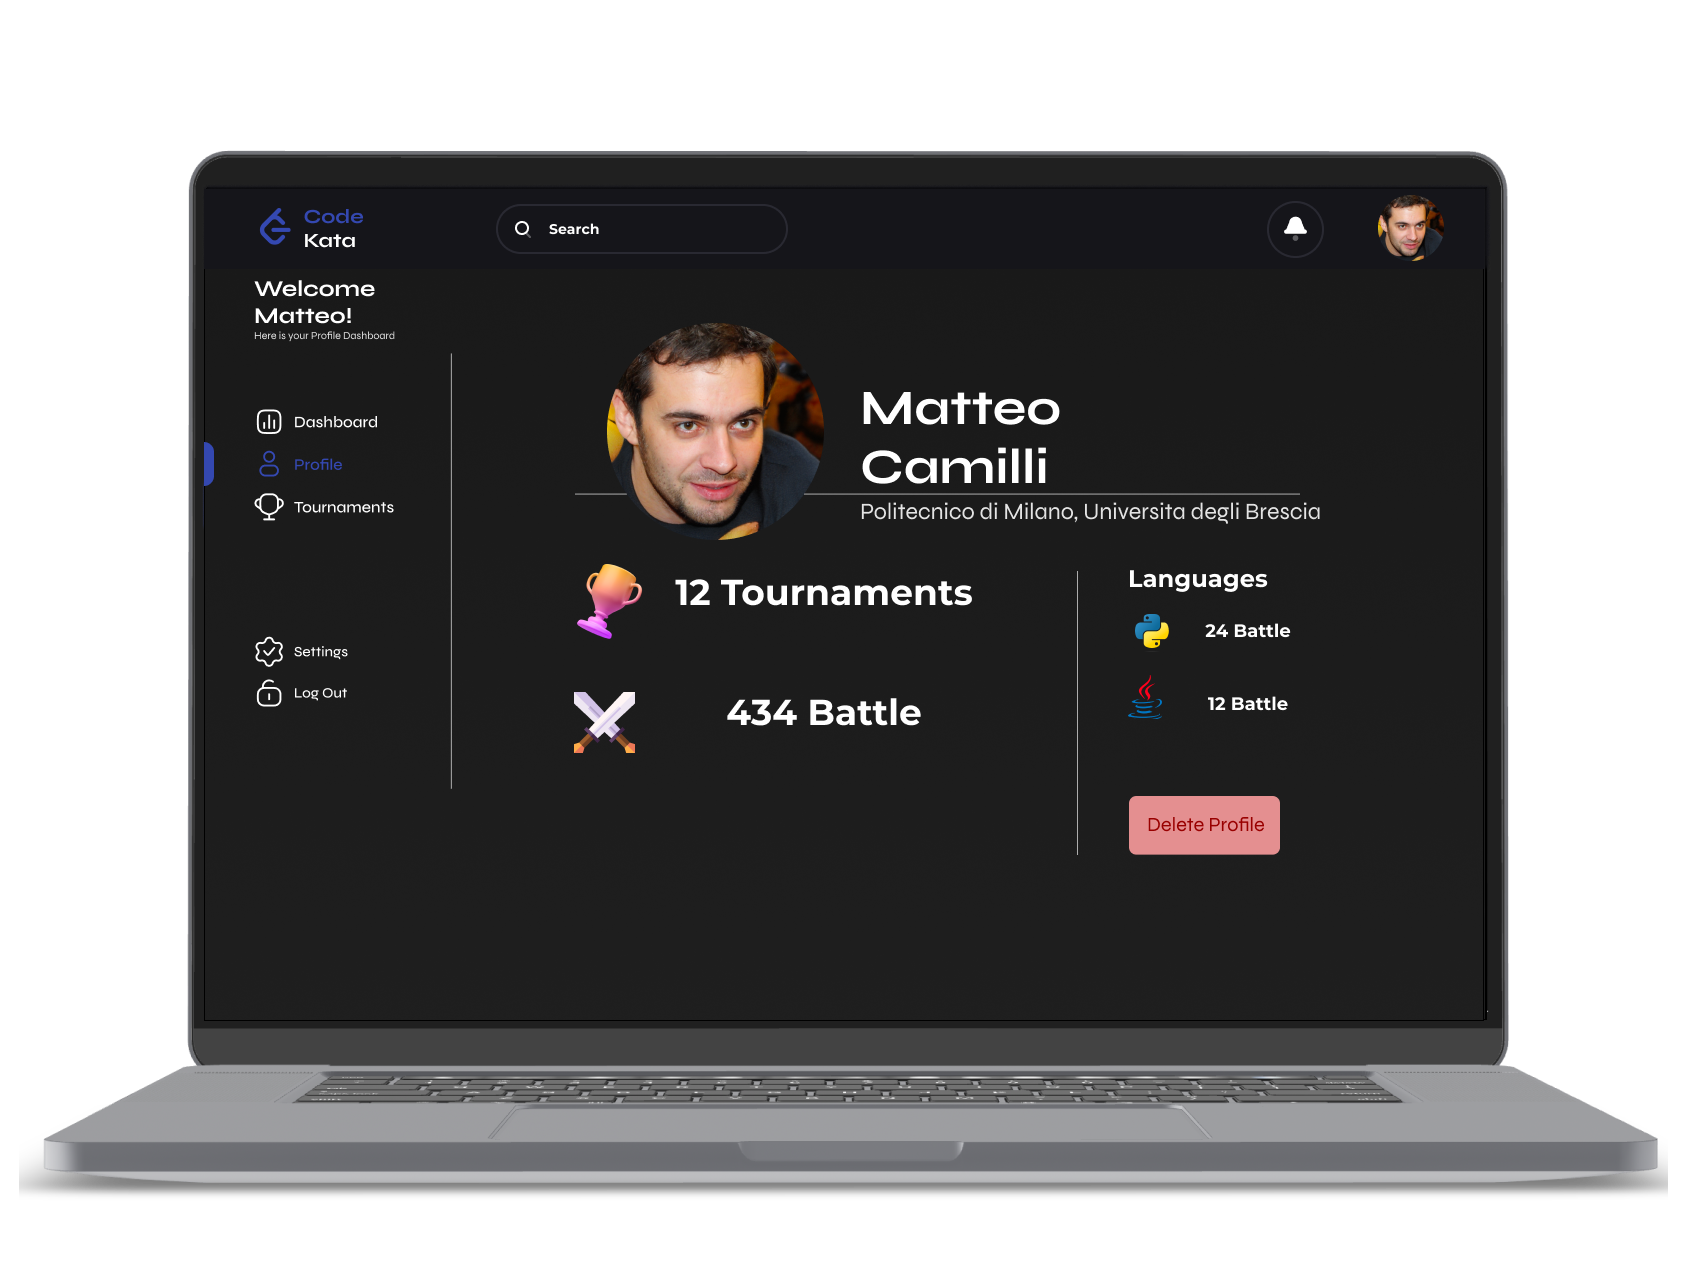 Code
Kata
Search
Welcome
Matteo!
Here is your Profile Dashboard
Dashboard
Profile
Tournaments
Settings
Log Out
Matteo
Camilli
Politecnico di Milano, Universita degli Brescia
12 Tournaments
434 Battle
Languages
24 Battle
12 Battle
Delete Profile